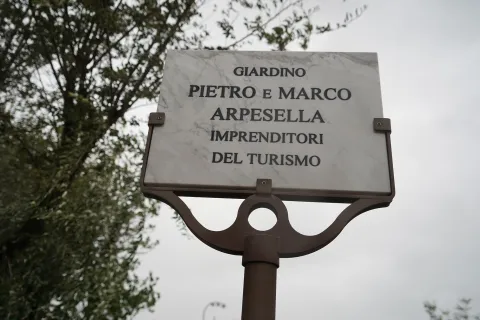 GIARDINO
PIETRO E MARCO
ARPESELLA
IMPRENDITORI
DEL TURISMO